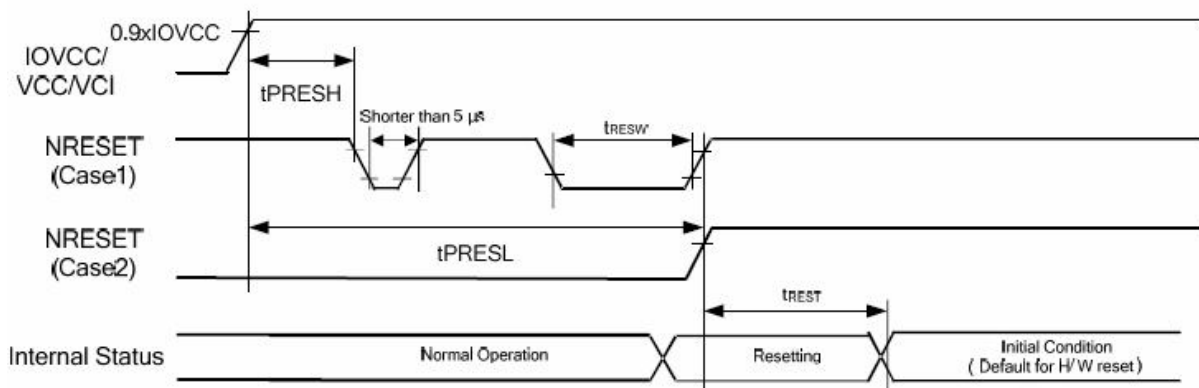 0.9xIOVCC
IOVCC/
VCC/VCI
tPRESH
Shorter than 5 µs
tRESW
NRESET
(Case1)
NRESET
(Case2)
tPRESL
tREST
Internal Status
Normal Operation
Resetting
Initial Condition
( Default for H/W reset)